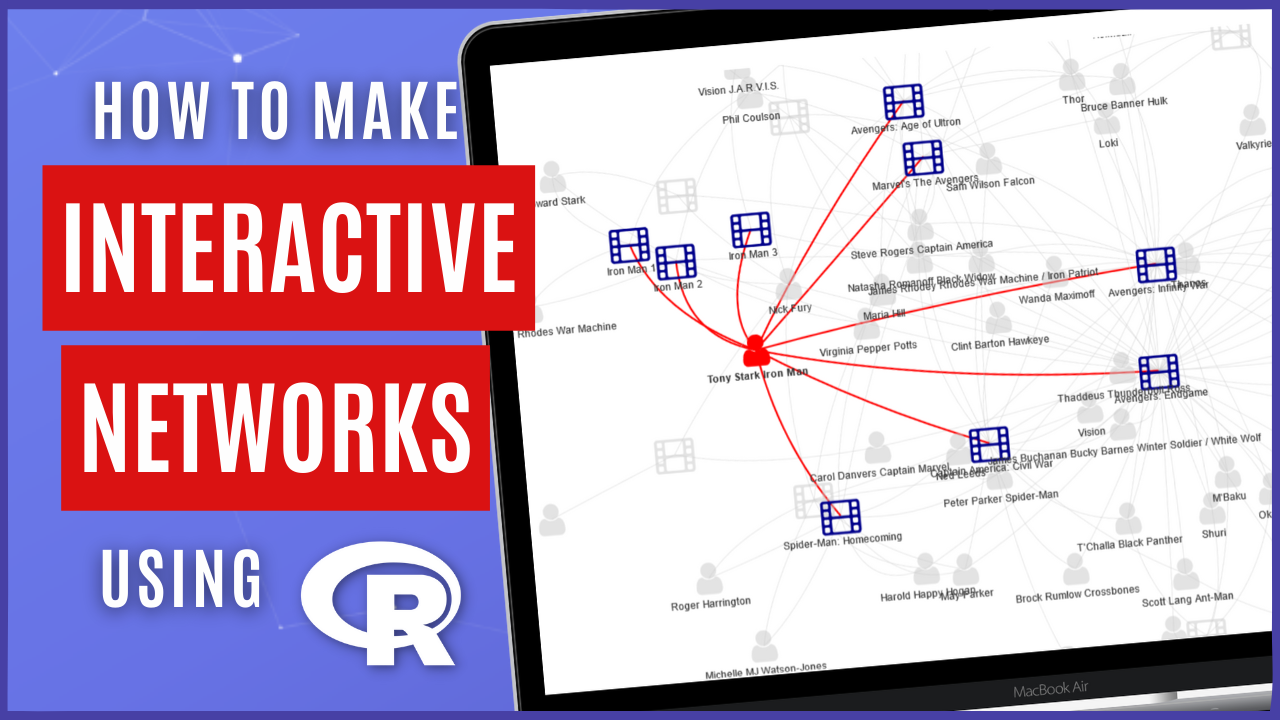 HOW TO MAKE
INTERACTIVE
NETWORKS
USING R
Vision J.A.R.V.I.S.
Phil Coulson
Avengers: Age of Ultron
Thor
Bruce Banner Hulk
Loki
Valkyrie
Marvel's The Avengers
Sam Wilson Falcon
ward Stark
Iron Man 1
Iron Man 2
Iron Man 3
Steve Rogers Captain America
Natasha Romanoff Black Widow
James Rhodey Rhodes War Machine / Iron Patriot
Wanda Maximoff
Avengers: Infinity War
Thanos
Nick Fury
Maria Hill
Rhodes War Machine
Virginia Pepper Potts
Clint Barton Hawkeye
Tony Stark Iron Man
Thaddeus Thunderbolt Ross
Avengers: Endgame
Vision
James Buchanan Bucky Barnes Winter Soldier / White Wolf
Carol Danvers Captain Marvel
Captain America: Civil War
Ned Leeds
Peter Parker Spider-Man
M'Baku
Ok
Shuri
Spider-Man: Homecoming
T'Challa Black Panther
Roger Harrington
Harold Happy Hogan
May Parker
Brock Rumlow Crossbones
Scott Lang Ant-Man
Michelle MJ Watson-Jones
MacBook Air